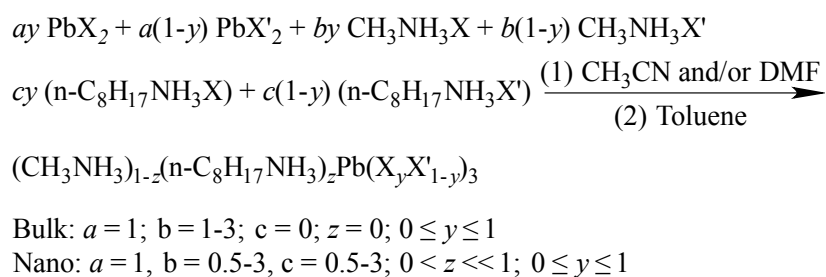 ay PbX₂ + a(1-y) PbX'₂ + by CH₃NH₃X + b(1-y) CH₃NH₃X'
cy (n-C₈H₁₇NH₃X) + c(1-y) (n-C₈H₁₇NH₃X') (1) CH₃CN and/or DMF
(2) Toluene
(CH₃NH₃)₁₋z(n-C₈H₁₇NH₃)zPb(XyX'₁₋y)₃
Bulk: a = 1; b = 1-3; c = 0; z = 0; 0 ≤ y ≤ 1
Nano: a = 1, b = 0.5-3, c = 0.5-3; 0 < z << 1; 0 ≤ y ≤ 1